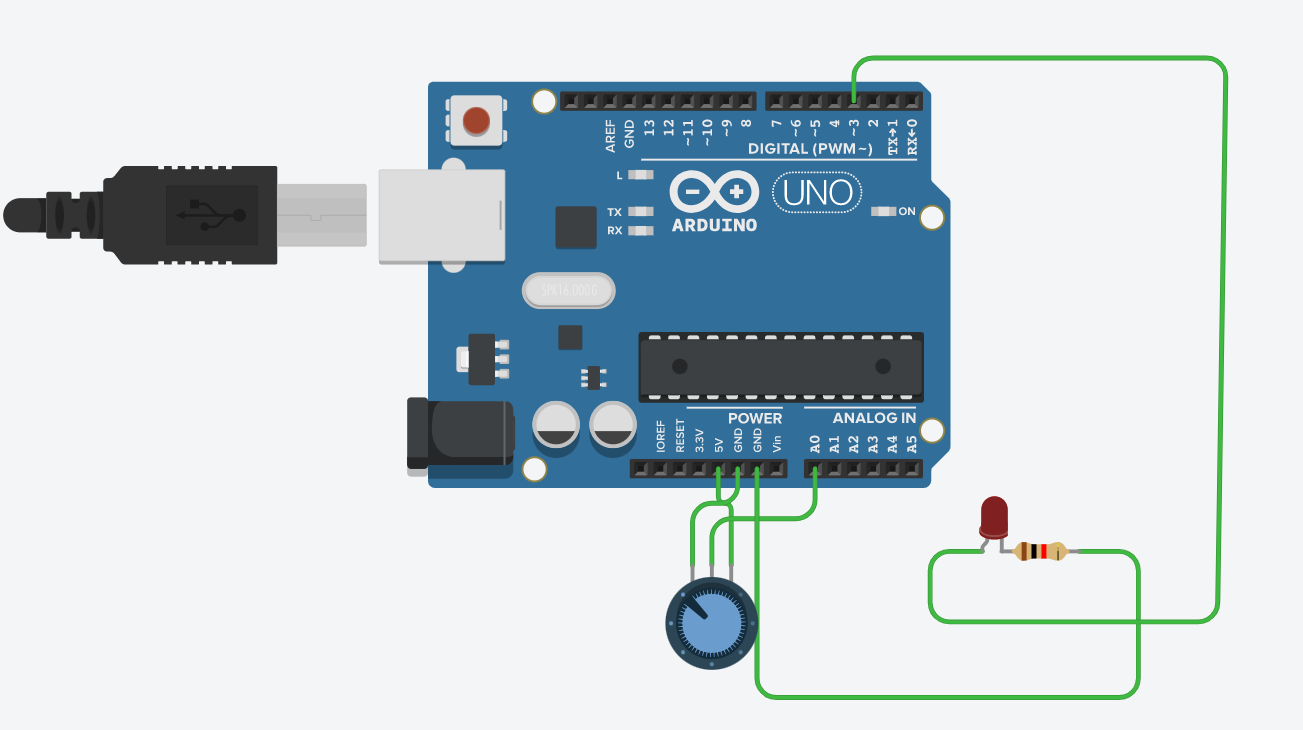 AREF
GND
13
12
~11
~10
~9
8
7
~6
~5
4
~3
2
TX→1
RX←0
DIGITAL (PWM~)
L
TX
RX
ARDUINO
UNO
ON
SPK16.000G
POWER
ANALOG IN
IOREF
RESET
3.3V
5V
GND
GND
Vin
A0
A1
A2
A3
A4
A5